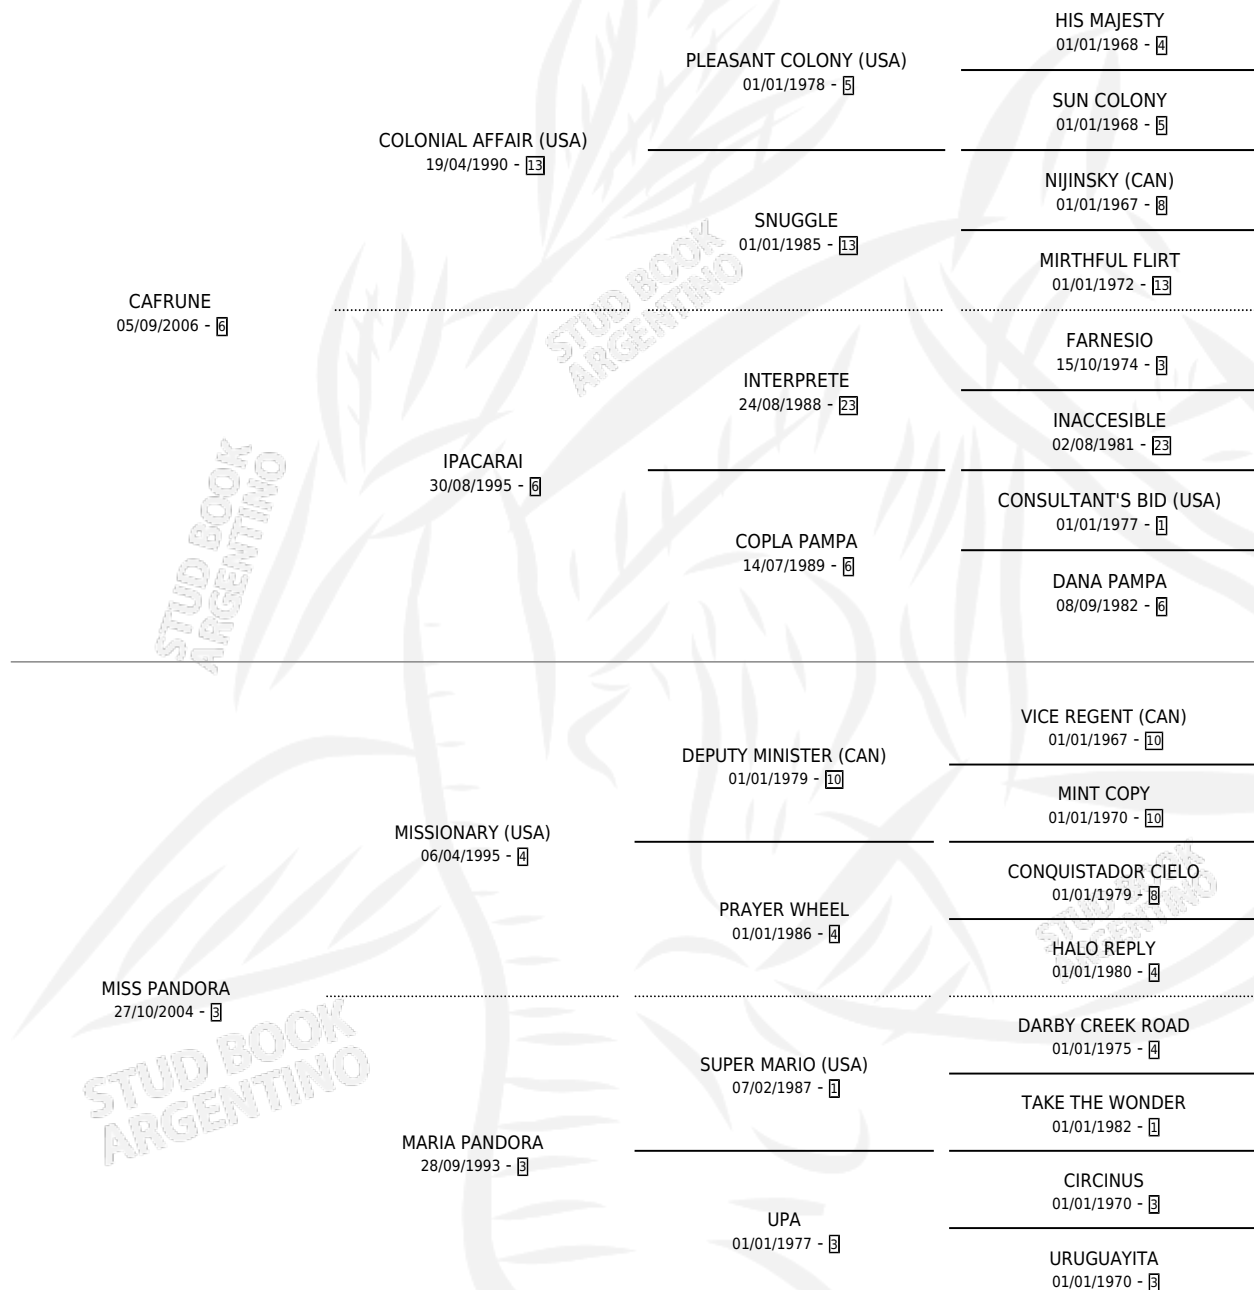 HIS MAJESTY
01/01/1968 - 4
PLEASANT COLONY (USA)
01/01/1978 - 5
SUN COLONY
01/01/1968 - 5
COLONIAL AFFAIR (USA)
19/04/1990 - 13
NIJINSKY (CAN)
01/01/1967 - 8
SNUGGLE
01/01/1985 - 13
MIRTHFUL FLIRT
01/01/1972 - 13
CAFRUNE
05/09/2006 - 6
STUD BOOK
ARGENTINO
FARNESIO
15/10/1974 - 3
INTERPRETE
24/08/1988 - 23
INACCESIBLE
02/08/1981 - 23
IPACARAI
30/08/1995 - 6
CONSULTANT'S BID (USA)
01/01/1977 - 1
COPLA PAMPA
14/07/1989 - 6
DANA PAMPA
08/09/1982 - 6
STUD BOOK
ARGENTINO
VICE REGENT (CAN)
01/01/1967 - 10
DEPUTY MINISTER (CAN)
01/01/1979 - 10
MINT COPY
01/01/1970 - 10
MISSIONARY (USA)
06/04/1995 - 4
CONQUISTADOR CIELO
01/01/1979 - 8
PRAYER WHEEL
01/01/1986 - 4
STUD BOOK
ARGENTINO
HALO REPLY
01/01/1980 - 4
MISS PANDORA
27/10/2004 - 3
STUD BOOK
ARGENTINO
DARBY CREEK ROAD
01/01/1975 - 4
SUPER MARIO (USA)
07/02/1987 - 1
TAKE THE WONDER
01/01/1982 - 1
MARIA PANDORA
28/09/1993 - 3
CIRCINUS
01/01/1970 - 3
UPA
01/01/1977 - 3
URUGUAYITA
01/01/1970 - 3